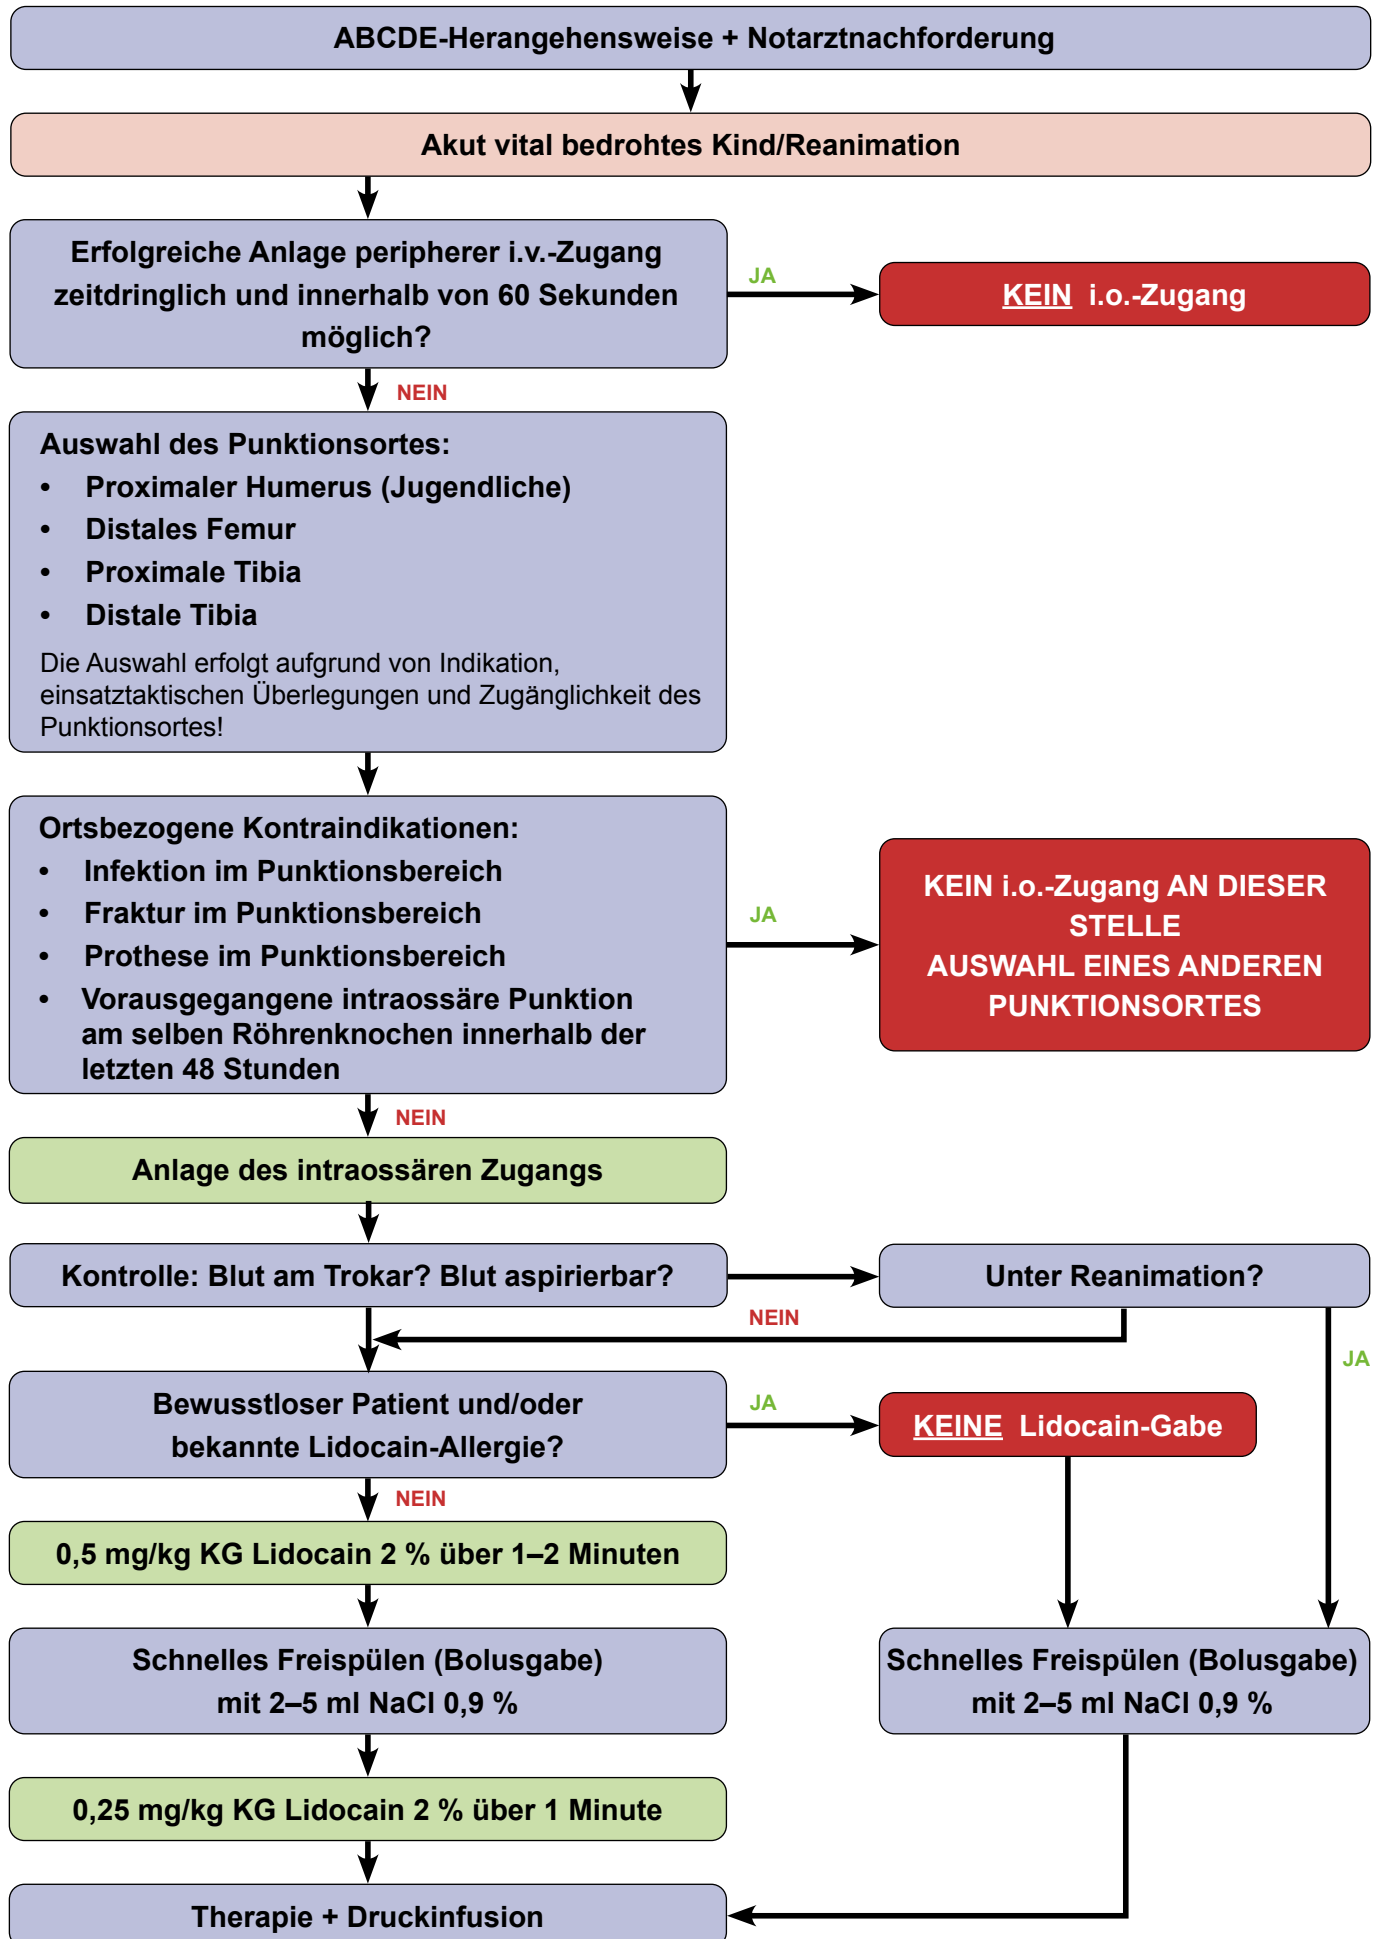 ABCDE-Herangehensweise + Notarztnachforderung
Akut vital bedrohtes Kind/Reanimation
Erfolgreiche Anlage peripherer i.v.-Zugang
zeitdringlich und innerhalb von 60 Sekunden
möglich?
JA
KEIN i.o.-Zugang
NEIN
Auswahl des Punktionsortes:
• Proximaler Humerus (Jugendliche)
• Distales Femur
• Proximale Tibia
• Distale Tibia
Die Auswahl erfolgt aufgrund von Indikation,
einsatztaktischen Überlegungen und Zugänglichkeit des
Punktionsortes!
Ortsbezogene Kontraindikationen:
• Infektion im Punktionsbereich
• Fraktur im Punktionsbereich
• Prothese im Punktionsbereich
• Vorausgegangene intraossäre Punktion
am selben Röhrenknochen innerhalb der
letzten 48 Stunden
JA
KEIN i.o.-Zugang AN DIESER
STELLE
AUSWAHL EINES ANDEREN
PUNKTIONSORTES
NEIN
Anlage des intraossären Zugangs
Kontrolle: Blut am Trokar? Blut aspirierbar?
Unter Reanimation?
NEIN
JA
Bewusstloser Patient und/oder
bekannte Lidocain-Allergie?
JA
KEINE Lidocain-Gabe
NEIN
0,5 mg/kg KG Lidocain 2 % über 1–2 Minuten
Schnelles Freispülen (Bolusgabe)
mit 2–5 ml NaCl 0,9 %
Schnelles Freispülen (Bolusgabe)
mit 2–5 ml NaCl 0,9 %
0,25 mg/kg KG Lidocain 2 % über 1 Minute
Therapie + Druckinfusion